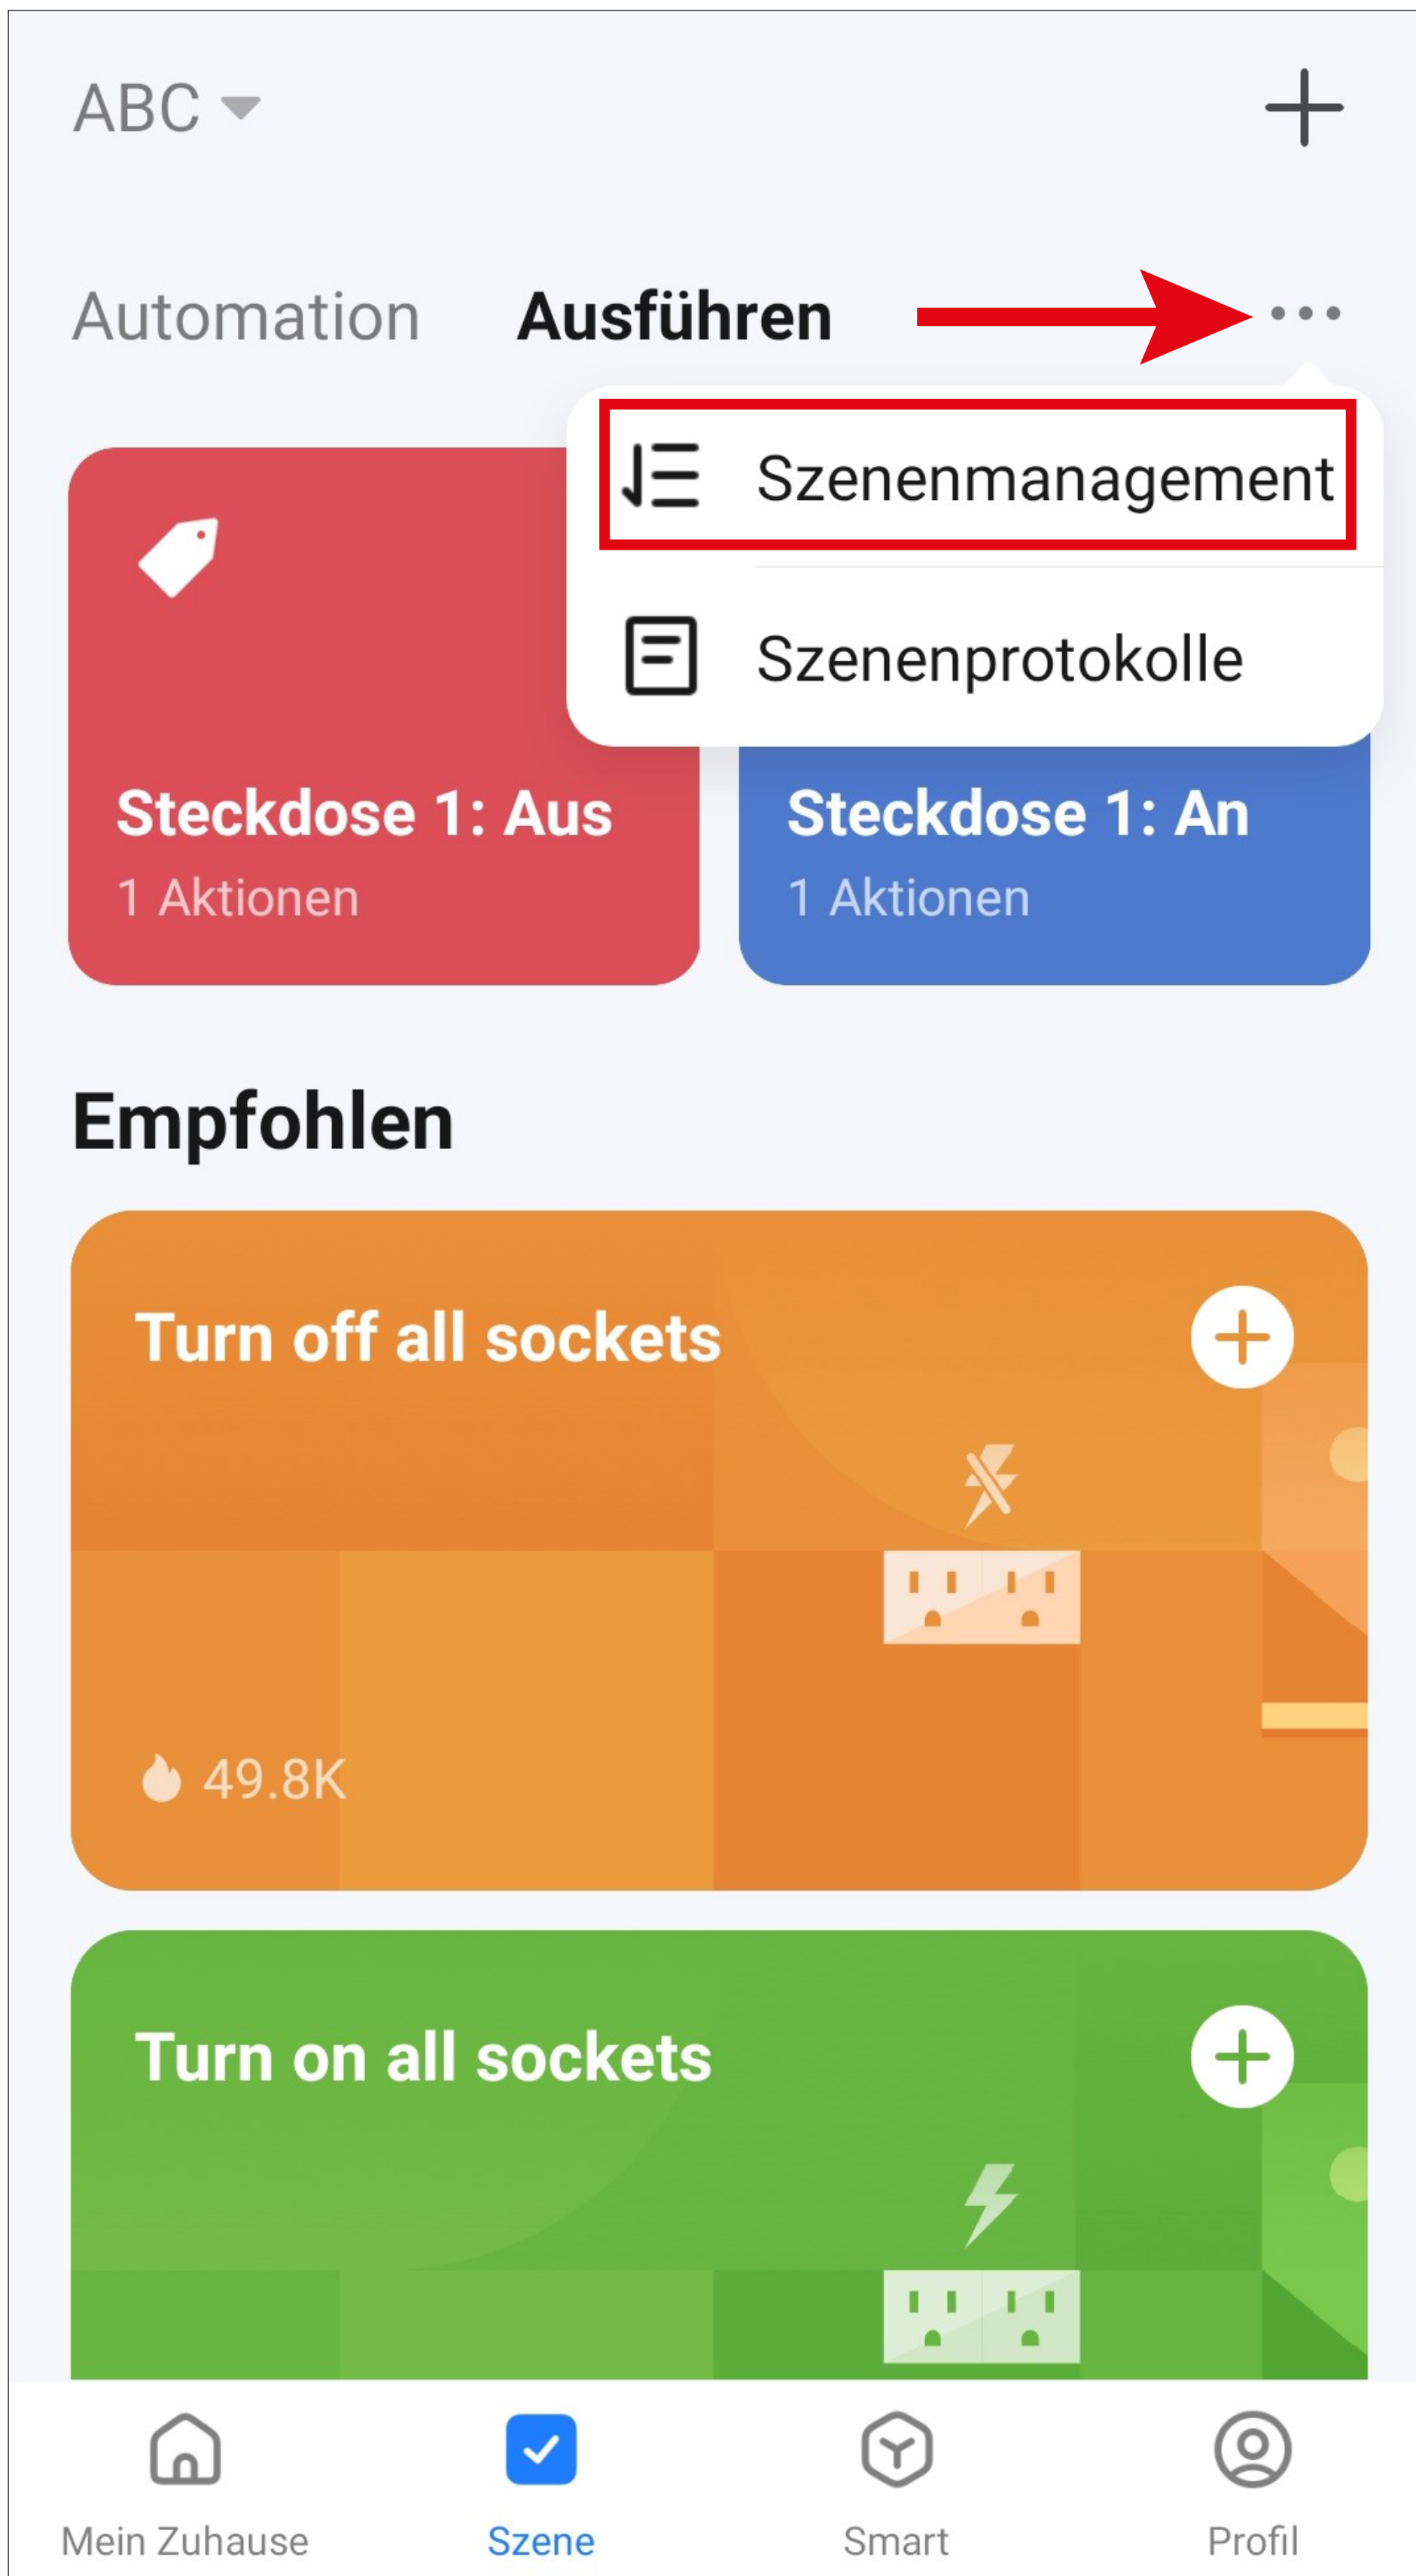 ABC
Automation Ausführen
Szenenmanagement
Szenenprotokolle
Steckdose 1: Aus
1 Aktionen
Steckdose 1: An
1 Aktionen
Empfohlen
Turn off all sockets
49.8K
Turn on all sockets
Mein Zuhause Szene Smart Profil